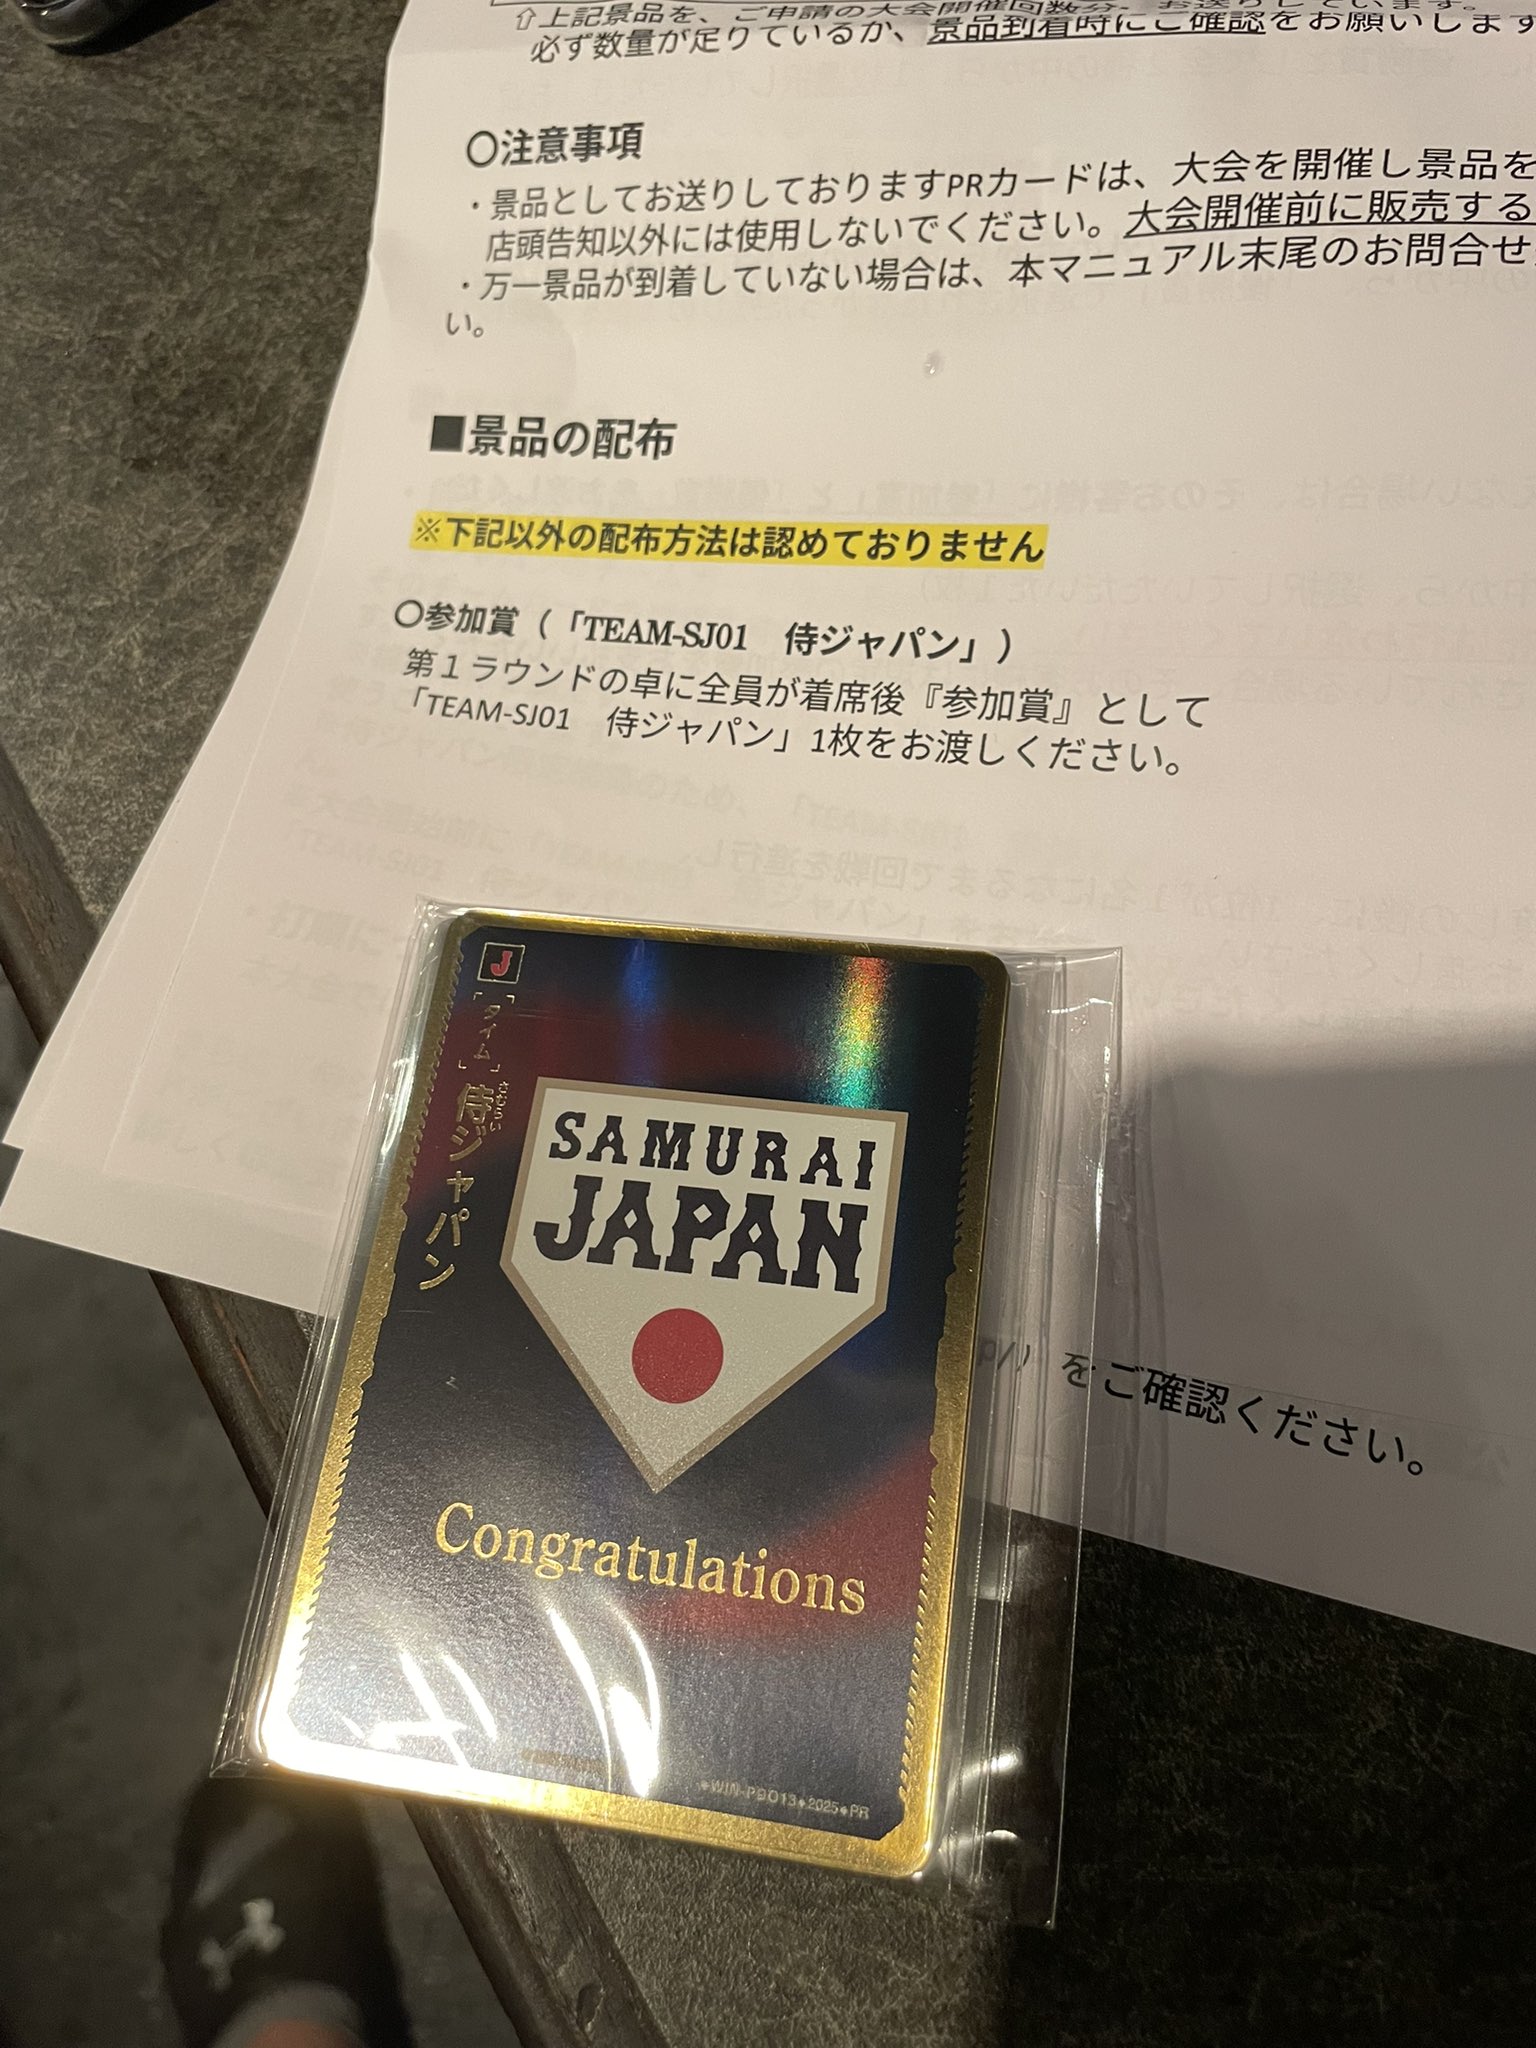 ⇧上記景品を、ご申請の大会開催回数分、お送りしています。
必ず数量が足りているか、景品到着時にご確認をお願いします
〇注意事項
・景品としてお送りしておりますPRカードは、大会を開催し景品を
店頭告知以外には使用しないでください。大会開催前に販売する
・万一景品が到着していない場合は、本マニュアル末尾のお問合せ
い。
■景品の配布
※下記以外の配布方法は認めておりません
〇参加賞（「TEAM-SJ01　侍ジャパン」）
第１ラウンドの卓に全員が着席後『参加賞』として
「TEAM-SJ01　侍ジャパン」1枚をお渡しください。
p/）をご確認ください。
J
［タイム］
侍ジャパン
さむらい
SAMURAI
JAPAN
Congratulations
◆WIN-P0013◆2025◆PR